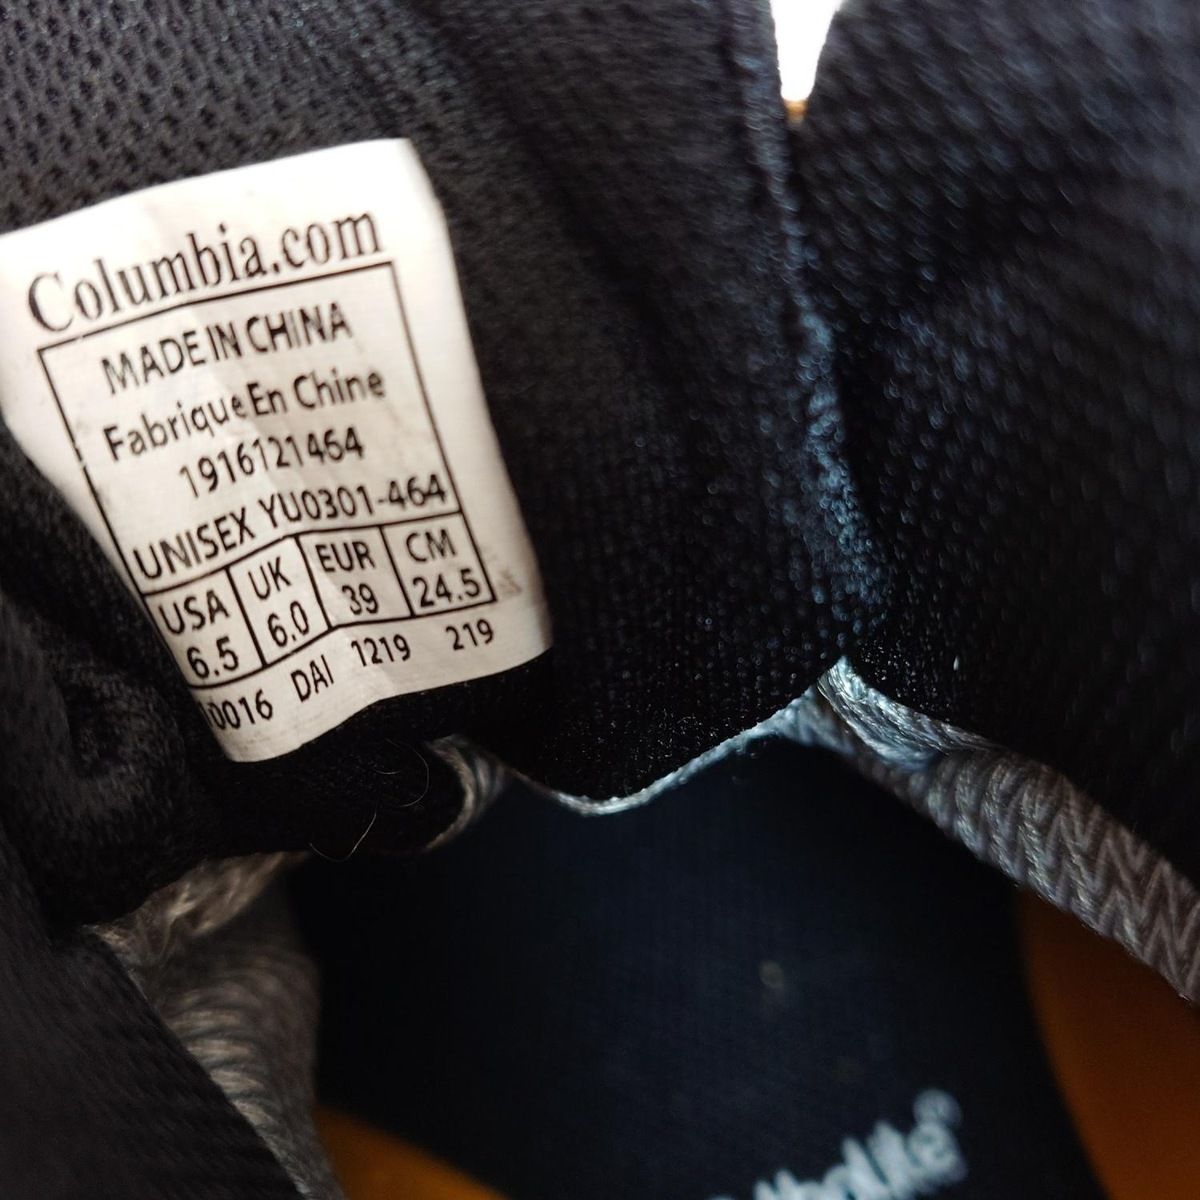 Columbia.com
MADE IN CHINA
Fabrique En Chine
1916121464
UNISEX YU0301-464
USA UK EUR CM
6.5 6.0 39 24.5
0016 DAI 1219 219